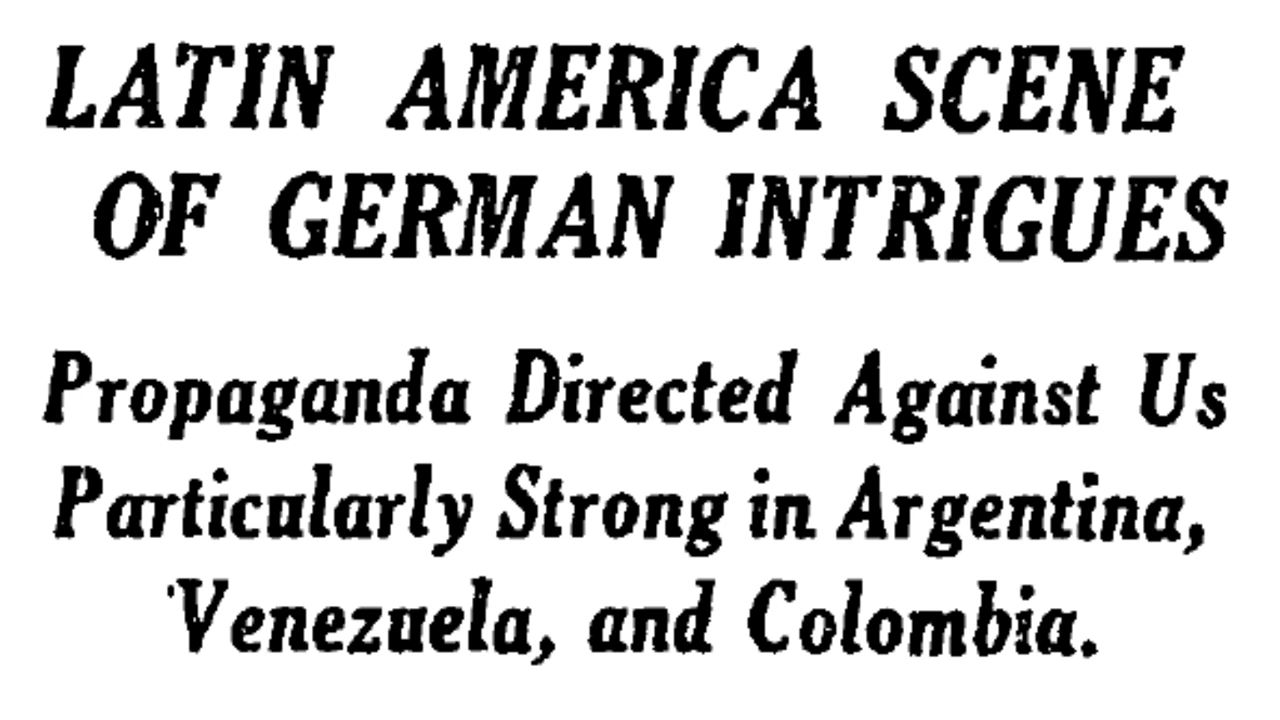 LATIN AMERICA SCENE
OF GERMAN INTRIGUES
Propaganda Directed Against Us
Particularly Strong in Argentina,
Venezuela, and Colombia.